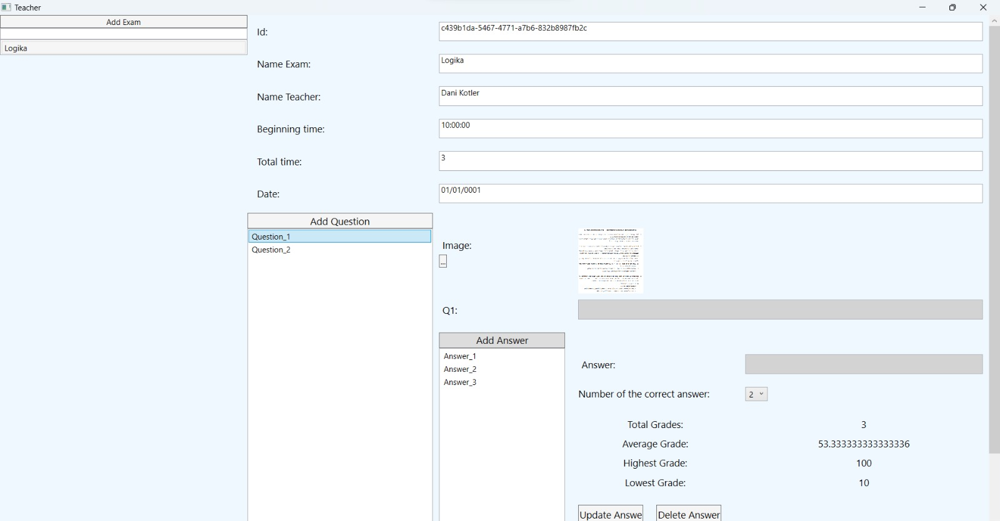 Teacher
Add Exam
Logika
Id:
c439b1da-5467-4771-a7b6-832b8987fb2c
Name Exam:
Logika
Name Teacher:
Dani Kotler
Beginning time:
10:00:00
Total time:
3
Date:
01/01/0001
Add Question
Question_1
Question_2
Image:
...
Q1:
Add Answer
Answer_1
Answer_2
Answer_3
Answer:
Number of the correct answer:
2
Total Grades:
3
Average Grade:
53.333333333333336
Highest Grade:
100
Lowest Grade:
10
Update Answe
Delete Answer